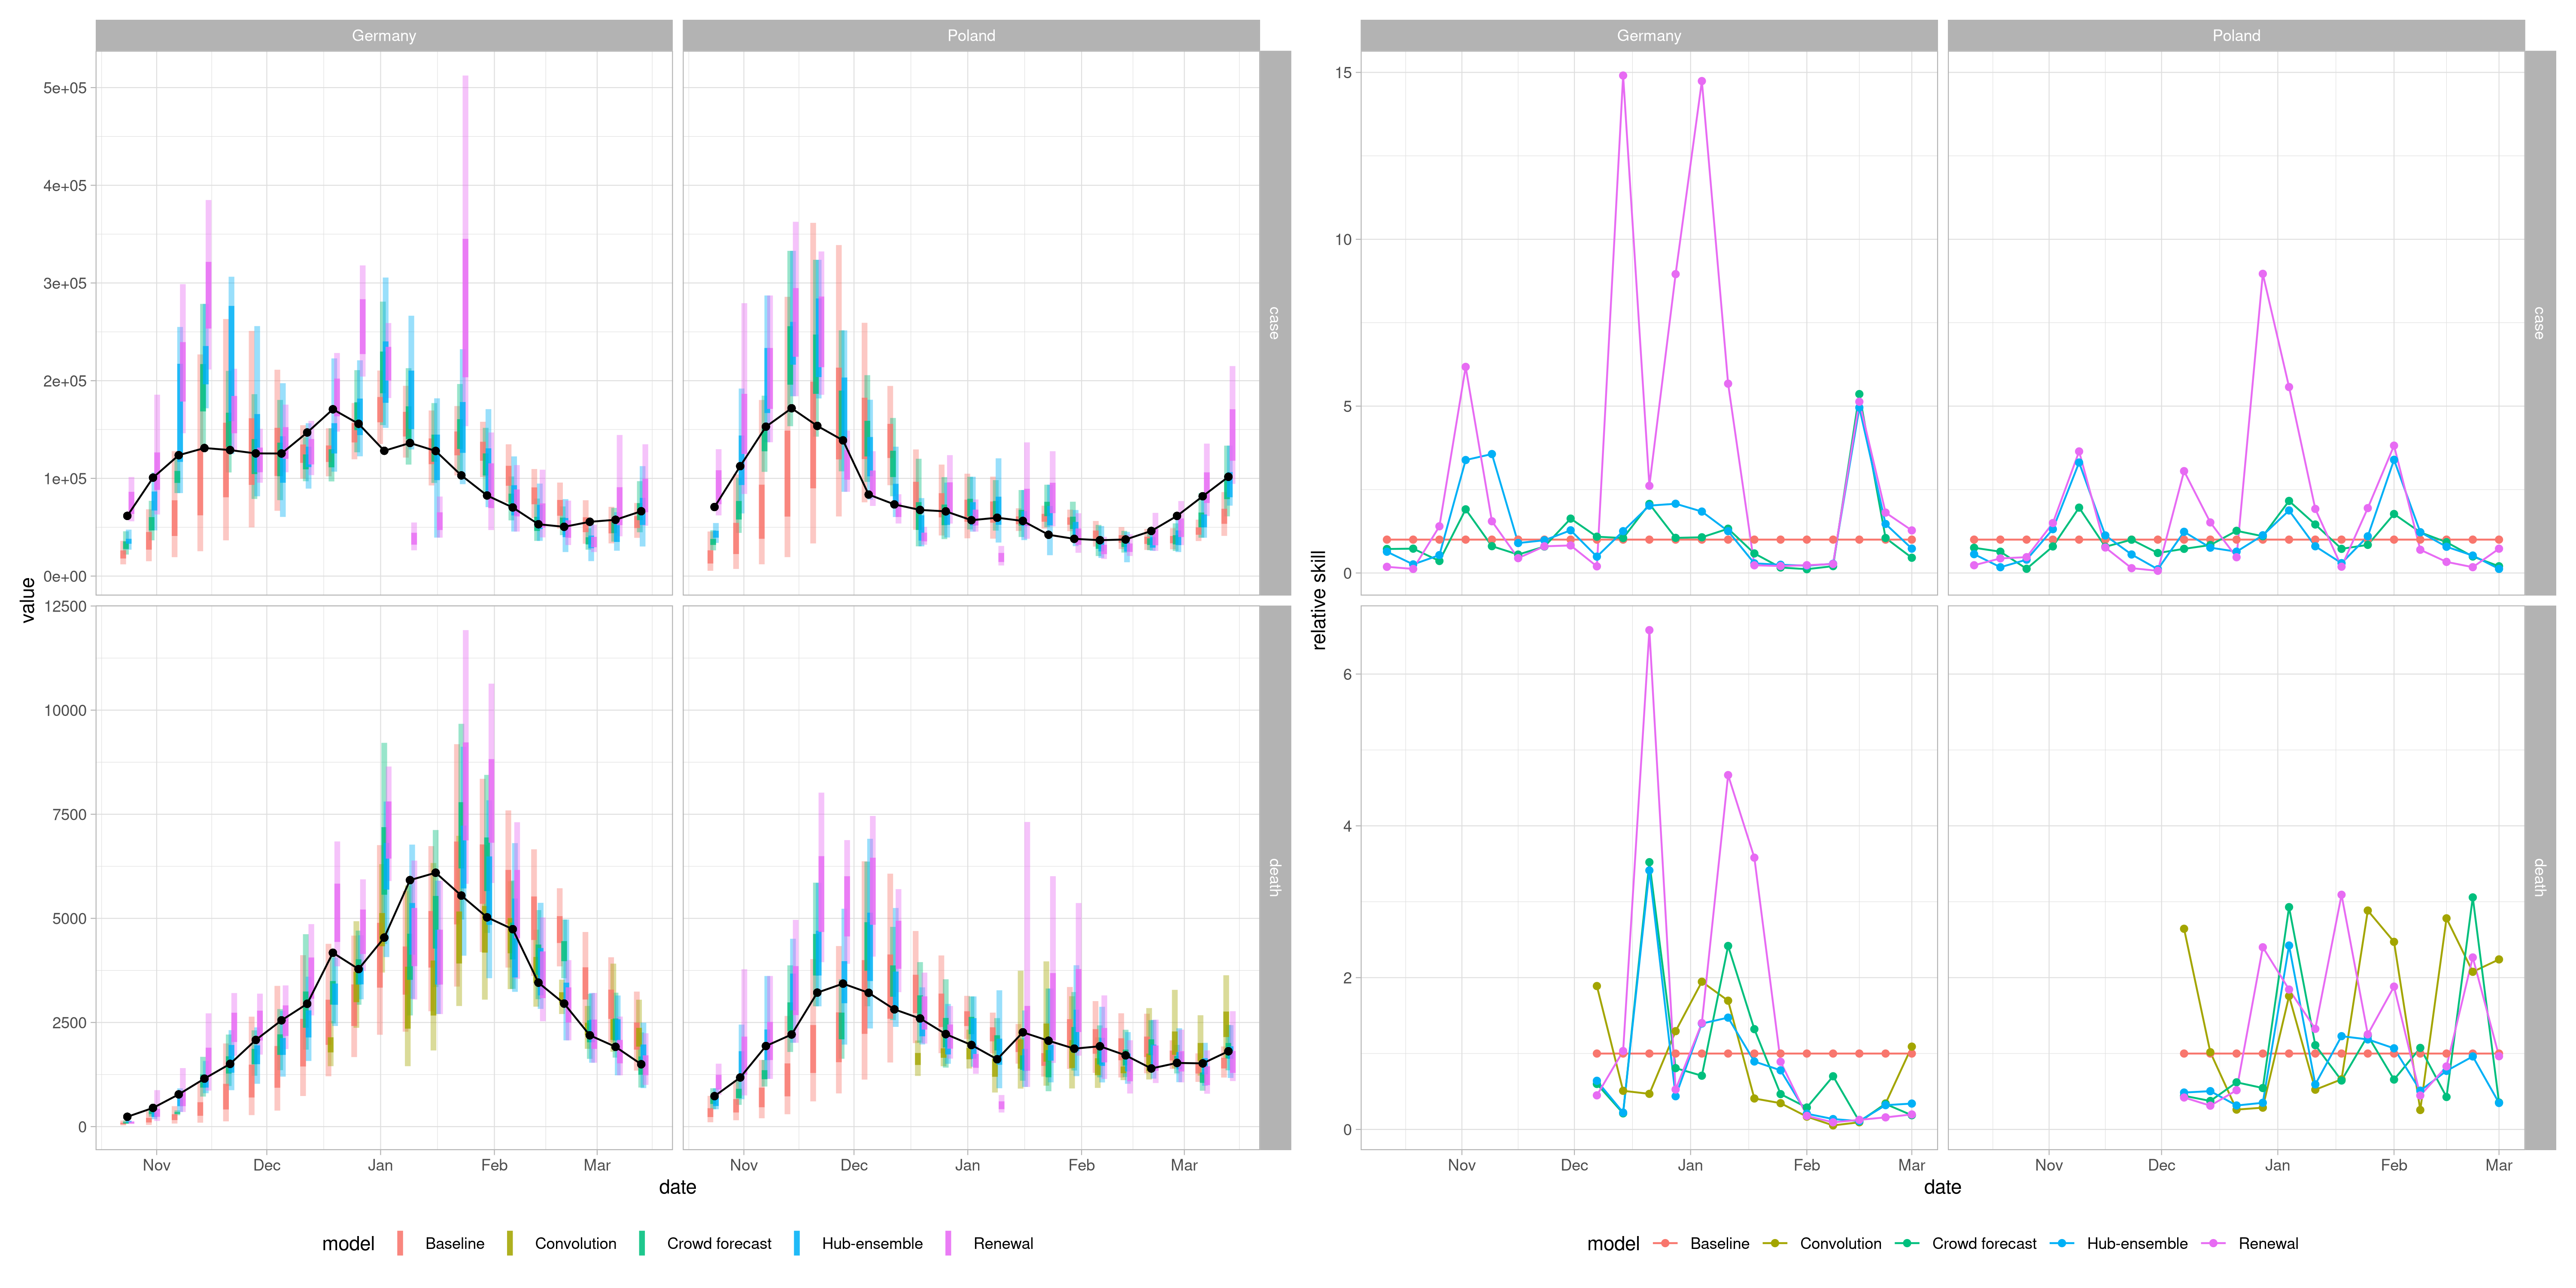 Germany
Poland
Germany
Poland
5e+05
4e+05
3e+05
2e+05
1e+05
0e+00
case
15
10
5
0
case
value
relative skill
12500
10000
7500
5000
2500
0
death
6
4
2
0
death
Nov Dec Jan Feb Mar
Nov Dec Jan Feb Mar
Nov Dec Jan Feb Mar
Nov Dec Jan Feb Mar
date
date
model Baseline Convolution Crowd forecast Hub-ensemble Renewal
model Baseline Convolution Crowd forecast Hub-ensemble Renewal